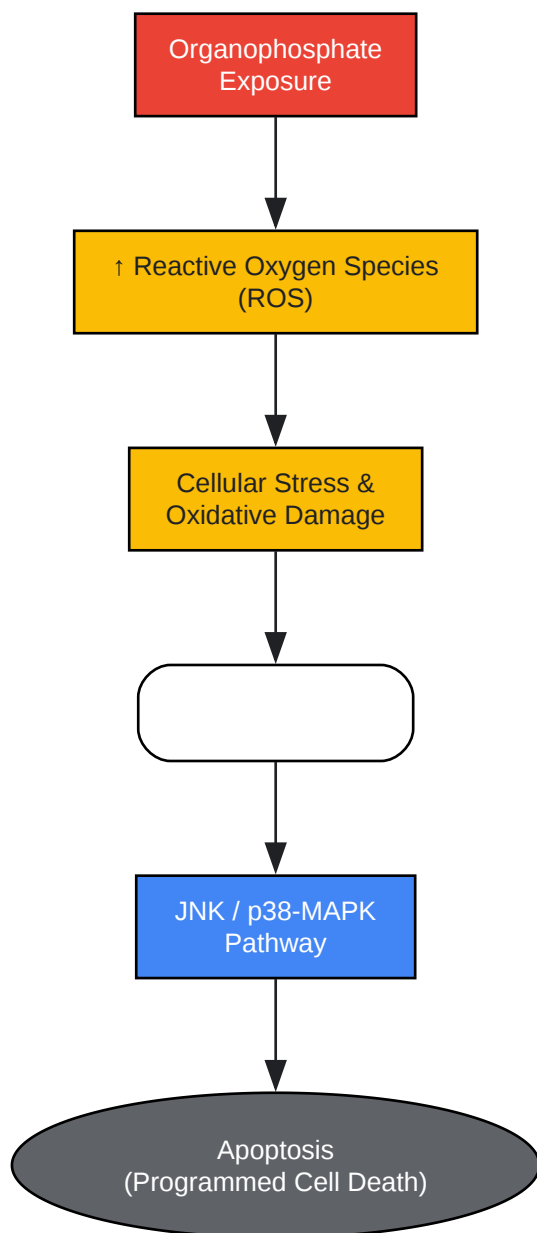 Organophosphate
Exposure
↑ Reactive Oxygen Species
(ROS)
Cellular Stress &
Oxidative Damage
JNK / p38-MAPK
Pathway
Apoptosis
(Programmed Cell Death)